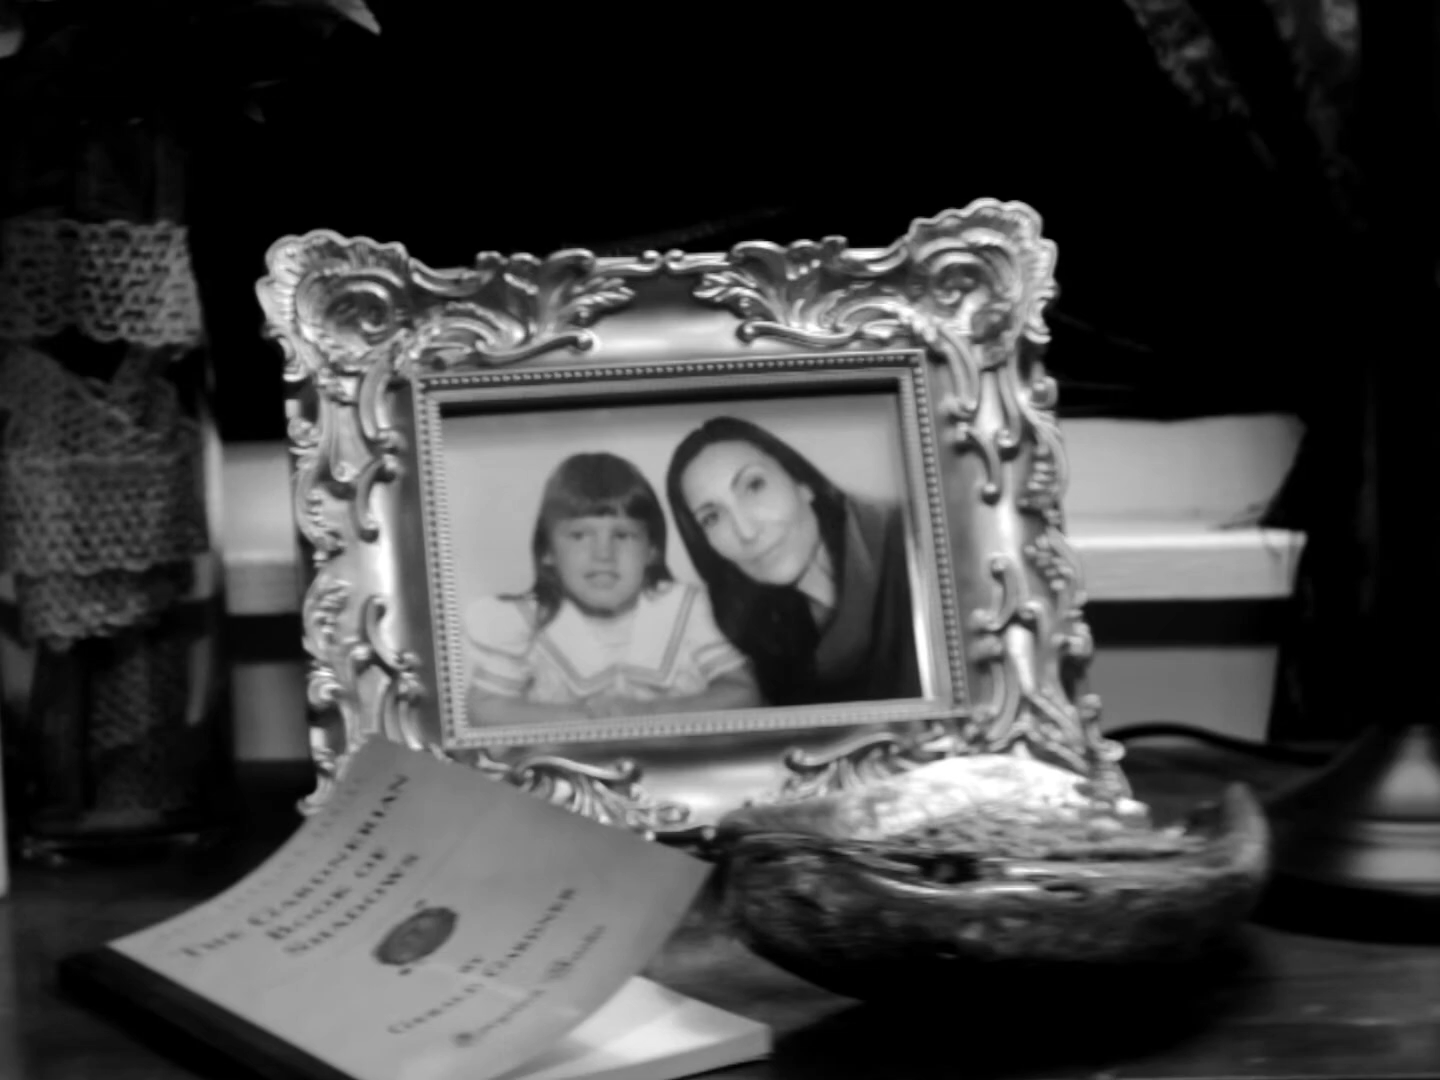 THE GARDNERIAN
BOOK OF
SHADOWS
BY
GERALD GARDNER